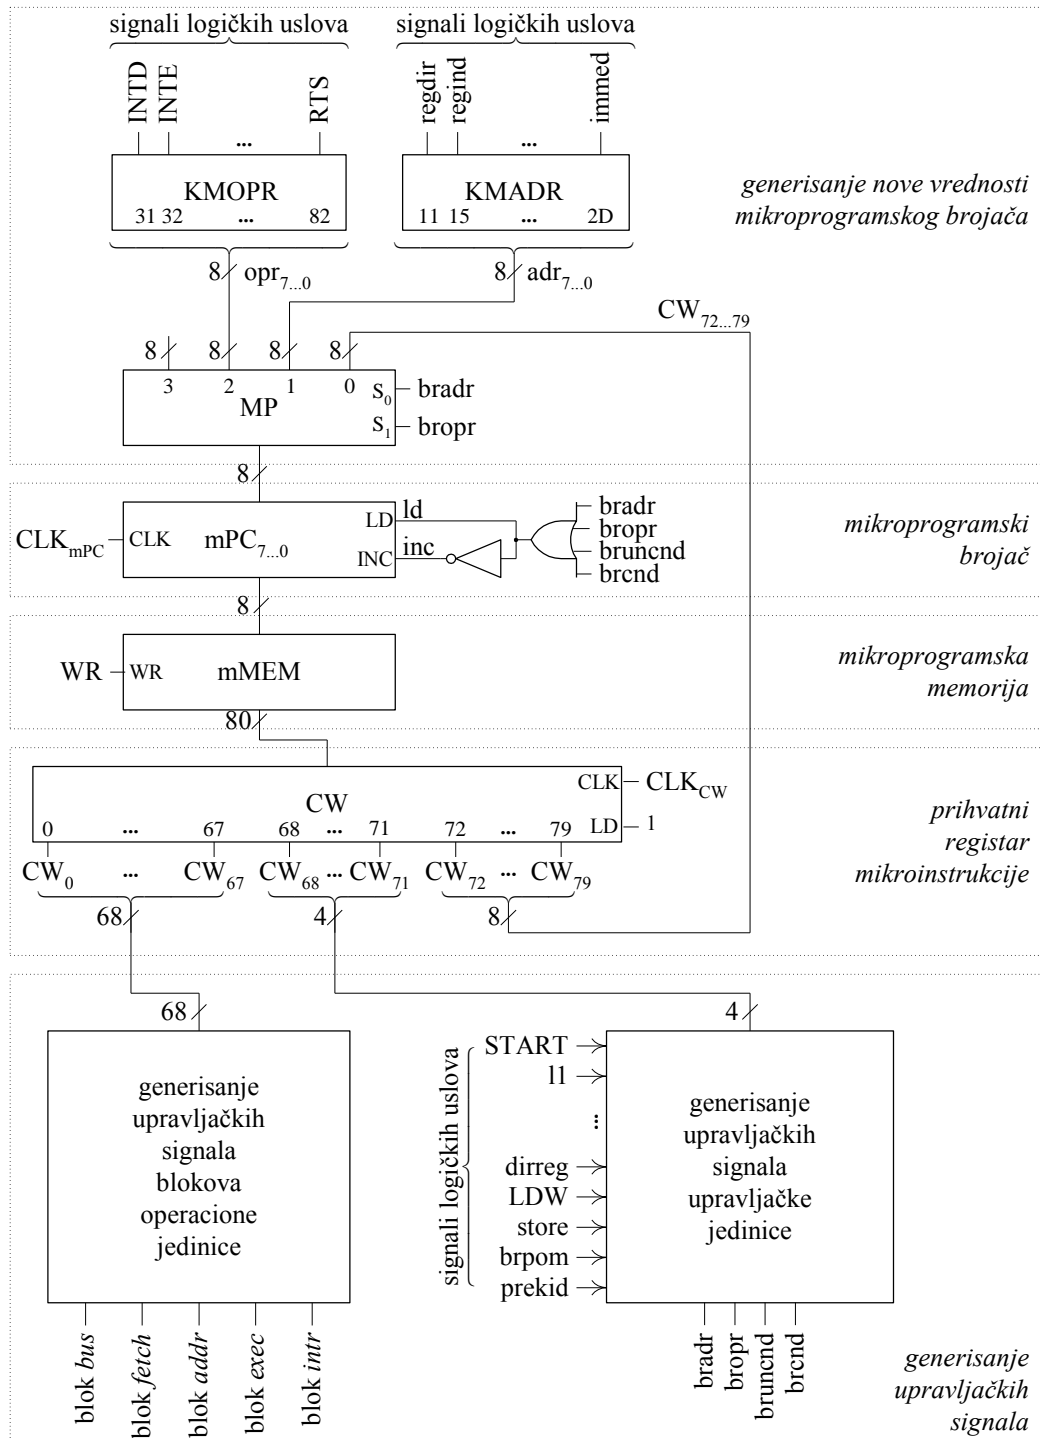 signali logičkih uslova
signali logičkih uslova
INTD
INTE
...
RTS
regdir
regind
...
immed
KMOPR
31 32 ... 82
KMADR
11 15 ... 2D
generisanje nove vrednosti
mikroprogramskog brojača
8 opr7...0
8 adr7...0
CW72...79
8 8 8 8
3 2 1 0
MP
S0 bradr
S1 bropr
8
CLKmPC
CLK
mPC7...0
LD
INC
ld
inc
bradr
bropr
bruncnd
brcnd
mikroprogramski
brojač
8
WR
WR
mMEM
mikroprogramska
memorija
80
CW
CLK
CLKCW
LD
1
0 ... 67 68 ... 71 72 ... 79
CW0 ... CW67 CW68 ... CW71 CW72 ... CW79
prihvatni
registar
mikroinstrukcije
68
4
8
68
4
generisanje
upravljačkih
signala
blokova
operacione
jedinice
signali logičkih uslova
START
l1
...
dirreg
LDW
store
brpom
prekid
generisanje
upravljačkih
signala
upravljačke
jedinice
blok bus
blok fetch
blok addr
blok exec
blok intr
bradr
bropr
bruncnd
brcnd
generisanje
upravljačkih
signala